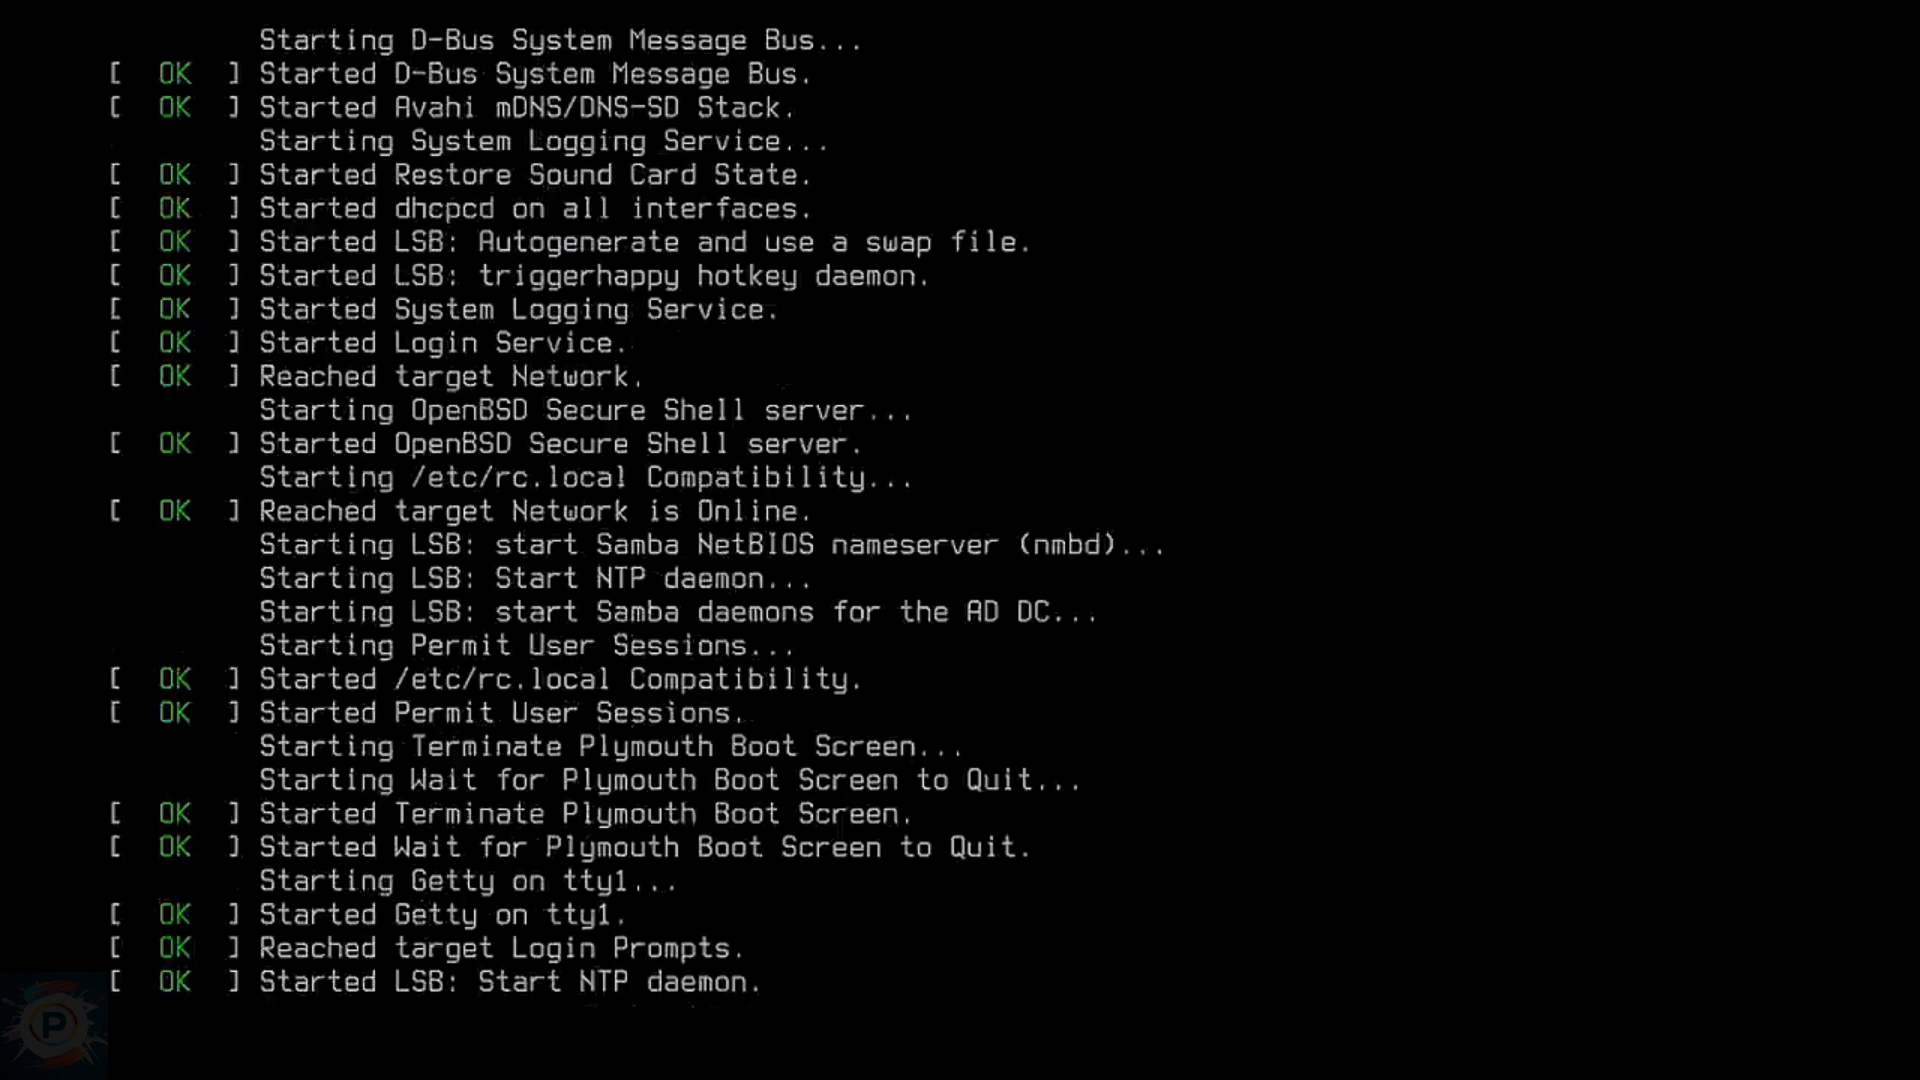 Starting D-Bus System Message Bus...
[ OK ] Started D-Bus System Message Bus.
[ OK ] Started Avahi mDNS/DNS-SD Stack.
Starting System Logging Service...
[ OK ] Started Restore Sound Card State.
[ OK ] Started dhcpcd on all interfaces.
[ OK ] Started LSB: Autogenerate and use a swap file.
[ OK ] Started LSB: triggerhappy hotkey daemon.
[ OK ] Started System Logging Service.
[ OK ] Started Login Service.
[ OK ] Reached target Network.
Starting OpenBSD Secure Shell server...
[ OK ] Started OpenBSD Secure Shell server.
Starting /etc/rc.local Compatibility...
[ OK ] Reached target Network is Online.
Starting LSB: start Samba NetBIOS nameserver (nmbd)...
Starting LSB: Start NTP daemon...
Starting LSB: start Samba daemons for the AD DC...
Starting Permit User Sessions...
[ OK ] Started /etc/rc.local Compatibility.
[ OK ] Started Permit User Sessions.
Starting Terminate Plymouth Boot Screen...
Starting Wait for Plymouth Boot Screen to Quit...
[ OK ] Started Terminate Plymouth Boot Screen.
[ OK ] Started Wait for Plymouth Boot Screen to Quit.
Starting Getty on tty1...
[ OK ] Started Getty on tty1.
[ OK ] Reached target Login Prompts.
[ OK ] Started LSB: Start NTP daemon.
P